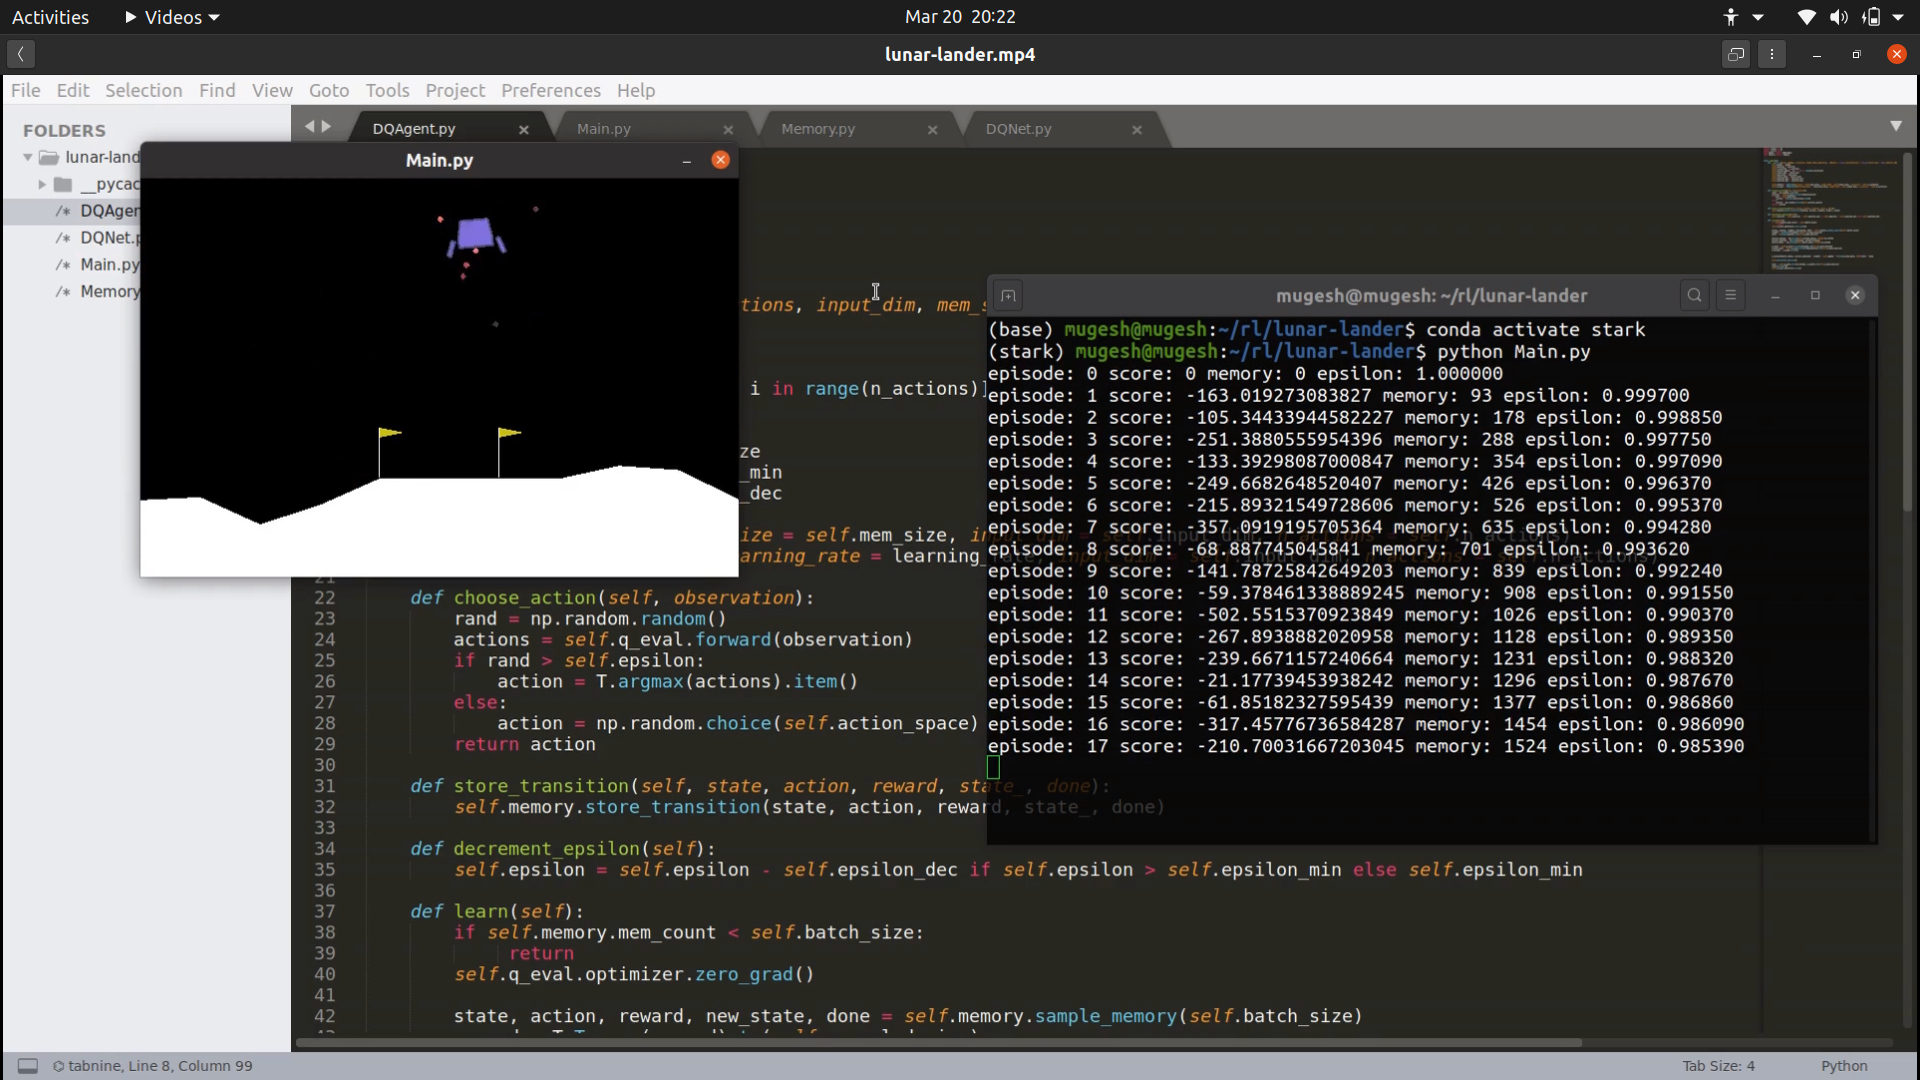 Activities Videos Mar 20 20:22
lunar-lander.mp4
File Edit Selection Find View Goto Tools Project Preferences Help
FOLDERS
lunar-land
__pycac
/* DQAgen
/* DQNet.p
/* Main.py
/* Memory
DQAgent.py Main.py Memory.py DQNet.py
Main.py
tions, input_dim, mem_s
i in range(n_actions)]
ze
_min
_dec
ize = self.mem_size, input_dim = self.input_dim, n_actions = self.n_actions)
arning_rate = learning_rate, input_dim = self.input_dim, n_actions = self.n_actions)
21
22 def choose_action(self, observation):
23 rand = np.random.random()
24 actions = self.q_eval.forward(observation)
25 if rand > self.epsilon:
26 action = T.argmax(actions).item()
27 else:
28 action = np.random.choice(self.action_space)
29 return action
30
31 def store_transition(self, state, action, reward, state_, done):
32 self.memory.store_transition(state, action, reward, state_, done)
33
34 def decrement_epsilon(self):
35 self.epsilon = self.epsilon - self.epsilon_dec if self.epsilon > self.epsilon_min else self.epsilon_min
36
37 def learn(self):
38 if self.memory.mem_count < self.batch_size:
39 return
40 self.q_eval.optimizer.zero_grad()
41
42 state, action, reward, new_state, done = self.memory.sample_memory(self.batch_size)
mugesh@mugesh: ~/rl/lunar-lander
(base) mugesh@mugesh:~/rl/lunar-lander$ conda activate stark
(stark) mugesh@mugesh:~/rl/lunar-lander$ python Main.py
episode: 0 score: 0 memory: 0 epsilon: 1.000000
episode: 1 score: -163.019273083827 memory: 93 epsilon: 0.999700
episode: 2 score: -105.34433944582227 memory: 178 epsilon: 0.998850
episode: 3 score: -251.3880555954396 memory: 288 epsilon: 0.997750
episode: 4 score: -133.39298087000847 memory: 354 epsilon: 0.997090
episode: 5 score: -249.6682648520407 memory: 426 epsilon: 0.996370
episode: 6 score: -215.89321549728606 memory: 526 epsilon: 0.995370
episode: 7 score: -357.0919195705364 memory: 635 epsilon: 0.994280
episode: 8 score: -68.887745045841 memory: 701 epsilon: 0.993620
episode: 9 score: -141.78725842649203 memory: 839 epsilon: 0.992240
episode: 10 score: -59.378461338889245 memory: 908 epsilon: 0.991550
episode: 11 score: -502.5515370923849 memory: 1026 epsilon: 0.990370
episode: 12 score: -267.8938882020958 memory: 1128 epsilon: 0.989350
episode: 13 score: -239.6671157240664 memory: 1231 epsilon: 0.988320
episode: 14 score: -21.17739453938242 memory: 1296 epsilon: 0.987670
episode: 15 score: -61.85182327595439 memory: 1377 epsilon: 0.986860
episode: 16 score: -317.45776736584287 memory: 1454 epsilon: 0.986090
episode: 17 score: -210.70031667203045 memory: 1524 epsilon: 0.985390
tabnine, Line 8, Column 99 Tab Size: 4 Python